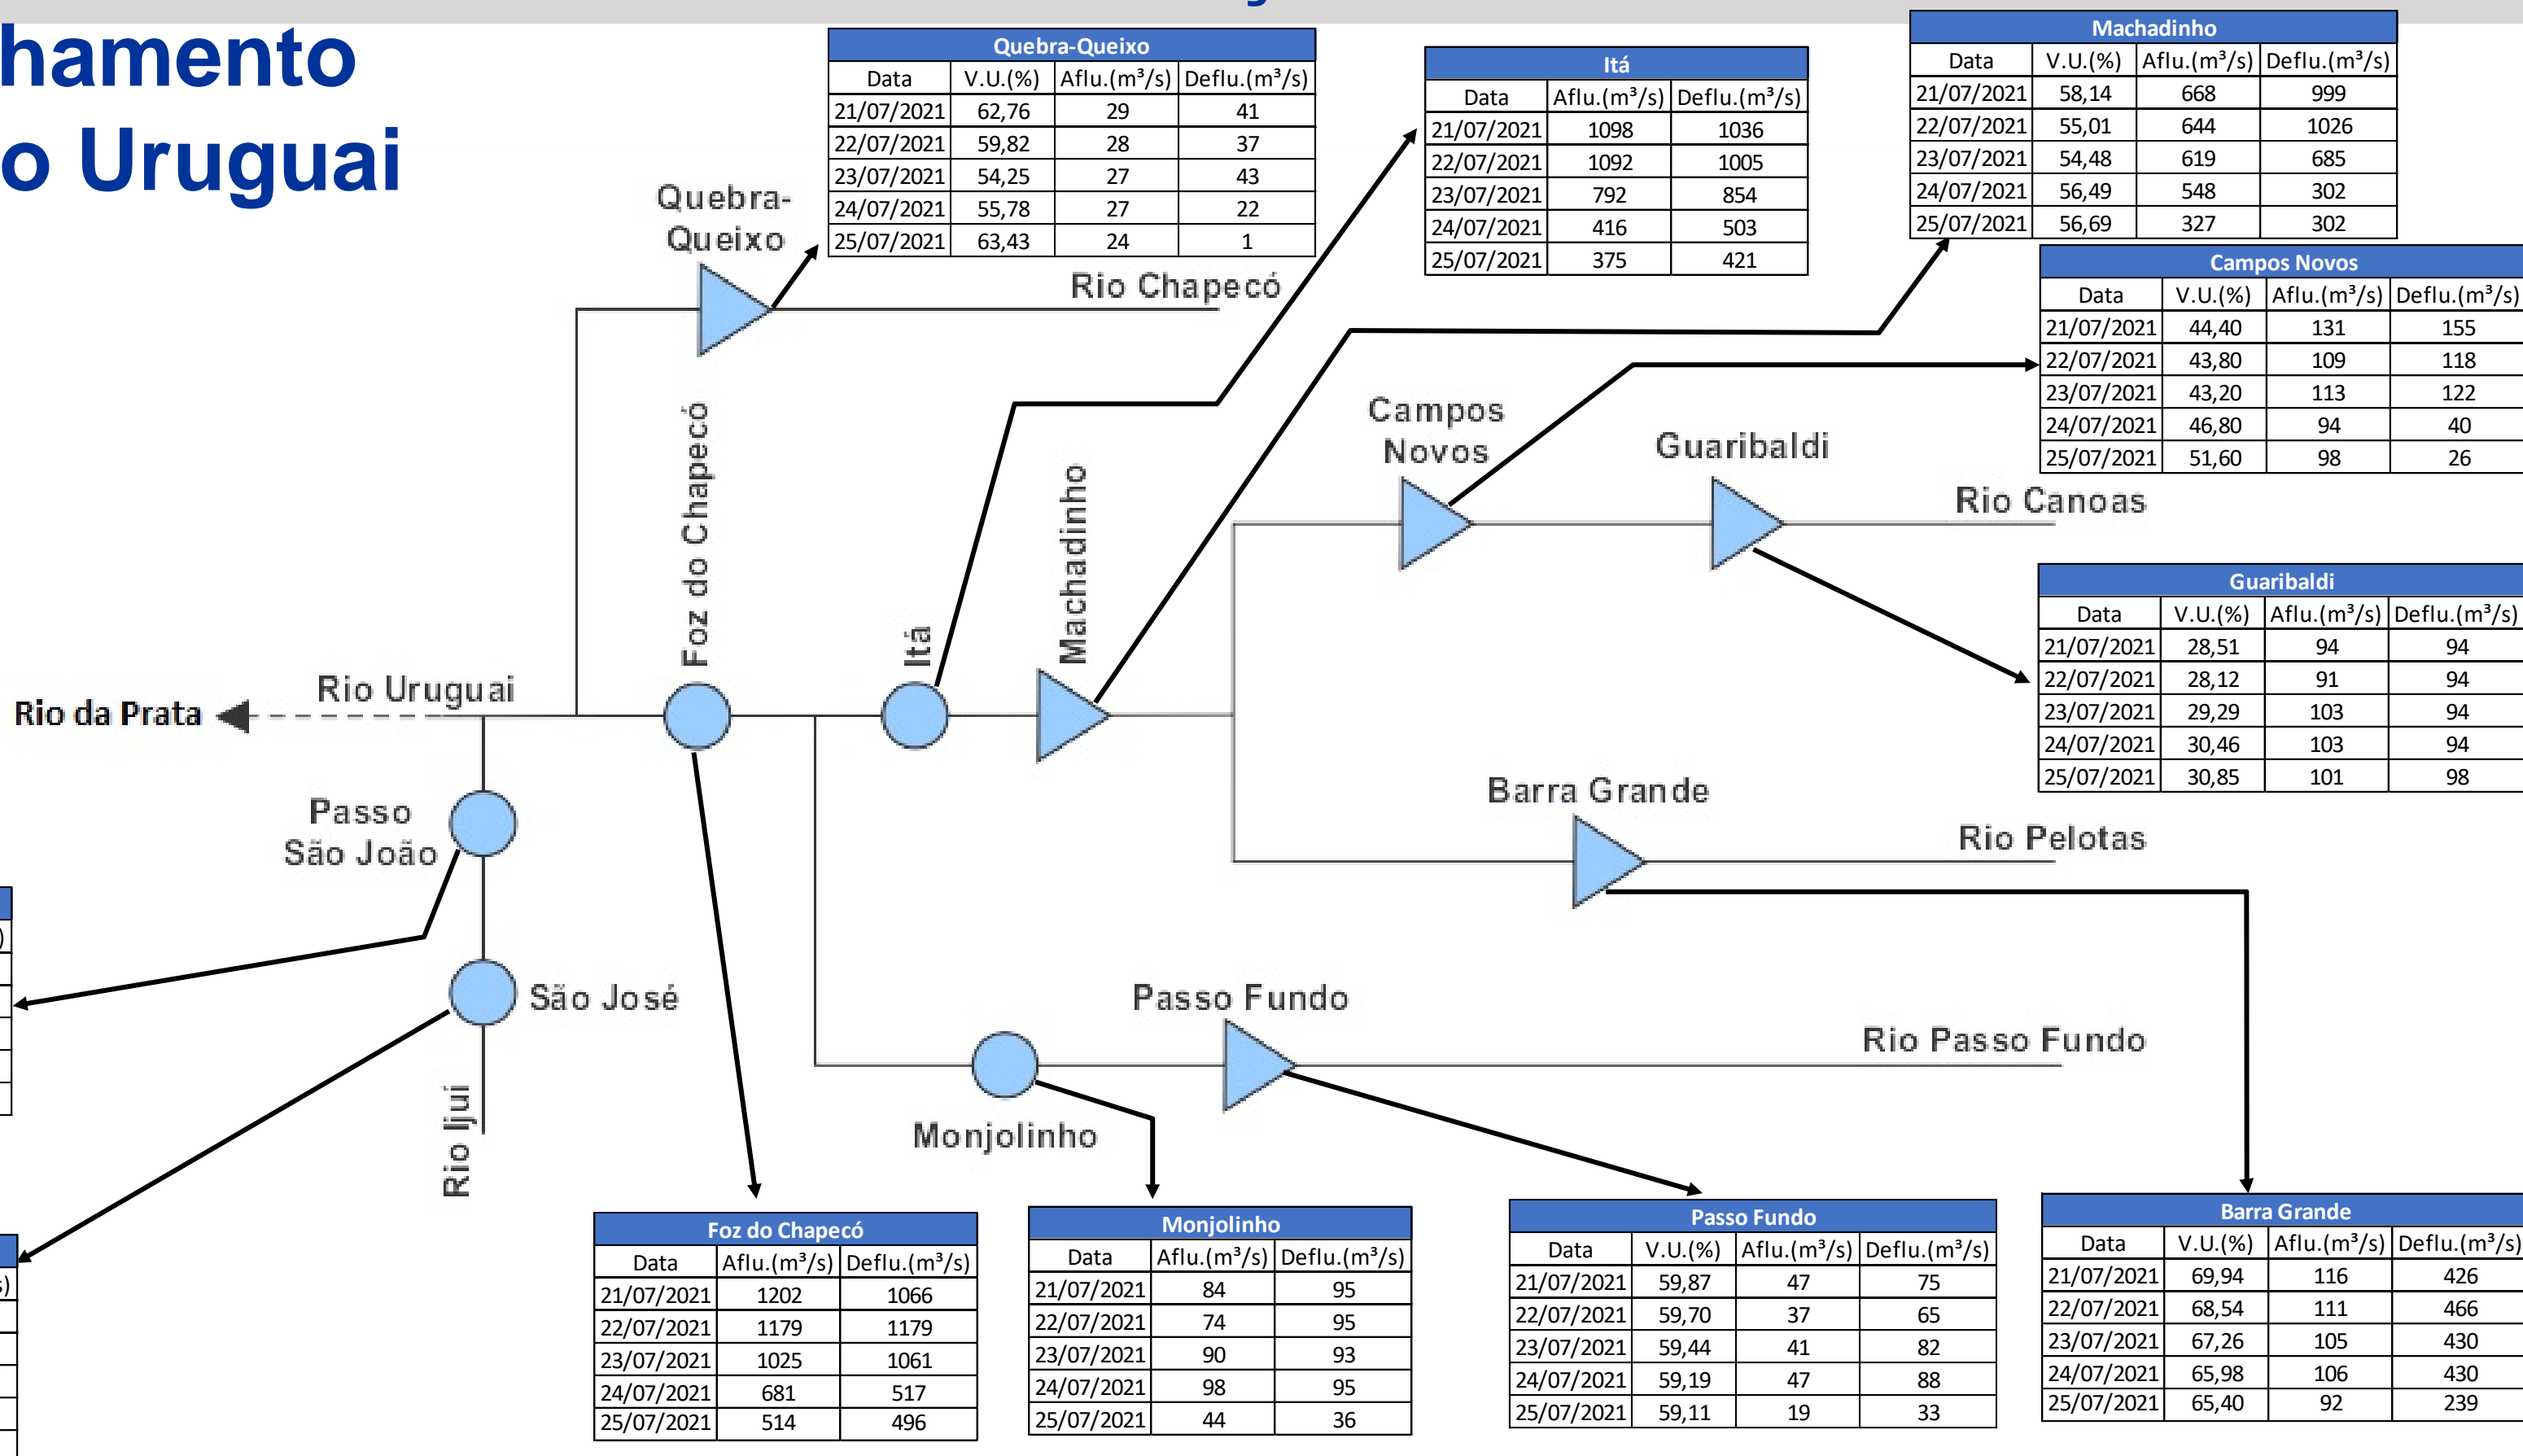 hamento
o Uruguai
Quebra-Queixo
Data V.U.(%) Aflu.(m³/s) Deflu.(m³/s)
21/07/2021 62,76 29 41
22/07/2021 59,82 28 37
23/07/2021 54,25 27 43
24/07/2021 55,78 27 22
25/07/2021 63,43 24 1
Itá
Data Aflu.(m³/s) Deflu.(m³/s)
21/07/2021 1098 1036
22/07/2021 1092 1005
23/07/2021 792 854
24/07/2021 416 503
25/07/2021 375 421
Machadinho
Data V.U.(%) Aflu.(m³/s) Deflu.(m³/s)
21/07/2021 58,14 668 999
22/07/2021 55,01 644 1026
23/07/2021 54,48 619 685
24/07/2021 56,49 548 302
25/07/2021 56,69 327 302
Campos Novos
Data V.U.(%) Aflu.(m³/s) Deflu.(m³/s)
21/07/2021 44,40 131 155
22/07/2021 43,80 109 118
23/07/2021 43,20 113 122
24/07/2021 46,80 94 40
25/07/2021 51,60 98 26
Quebra-
Queixo
Rio Chapecó
Foz do Chapecó
Itá
Machadinho
Campos
Novos
Guaribaldi
Rio Canoas
Guaribaldi
Data V.U.(%) Aflu.(m³/s) Deflu.(m³/s)
21/07/2021 28,51 94 94
22/07/2021 28,12 91 94
23/07/2021 29,29 103 94
24/07/2021 30,46 103 94
25/07/2021 30,85 101 98
Rio Uruguai
Rio da Prata
Passo
São João
Barra Grande
Rio Pelotas
São José
Passo Fundo
Rio Passo Fundo
Monjolinho
Rio Ijui
Foz do Chapecó
Data Aflu.(m³/s) Deflu.(m³/s)
21/07/2021 1202 1066
22/07/2021 1179 1179
23/07/2021 1025 1061
24/07/2021 681 517
25/07/2021 514 496
Monjolinho
Data Aflu.(m³/s) Deflu.(m³/s)
21/07/2021 84 95
22/07/2021 74 95
23/07/2021 90 93
24/07/2021 98 95
25/07/2021 44 36
Passo Fundo
Data V.U.(%) Aflu.(m³/s) Deflu.(m³/s)
21/07/2021 59,87 47 75
22/07/2021 59,70 37 65
23/07/2021 59,44 41 82
24/07/2021 59,19 47 88
25/07/2021 59,11 19 33
Barra Grande
Data V.U.(%) Aflu.(m³/s) Deflu.(m³/s)
21/07/2021 69,94 116 426
22/07/2021 68,54 111 466
23/07/2021 67,26 105 430
24/07/2021 65,98 106 430
25/07/2021 65,40 92 239